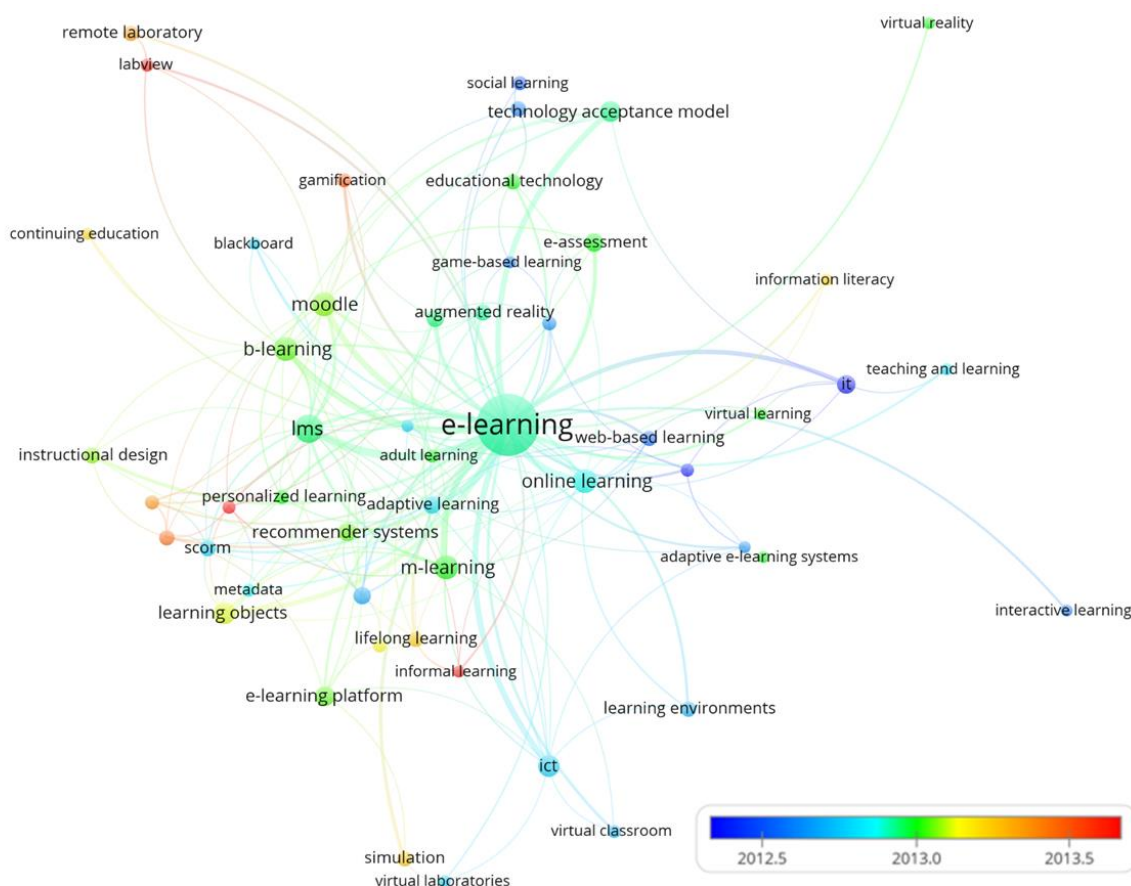 virtual reality
remote laboratory
labview
social learning
technology acceptance model
gamification
educational technology
continuing education
blackboard
e-assessment
game-based learning
information literacy
moodle
augmented reality
b-learning
teaching and learning
it
virtual learning
e-learning
lms
web-based learning
instructional design
adult learning
online learning
personalized learning
adaptive learning
recommender systems
scorm
adaptive e-learning systems
m-learning
metadata
learning objects
interactive learning
lifelong learning
informal learning
e-learning platform
learning environments
ict
virtual classroom
simulation
virtual laboratories
2012.5 2013.0 2013.5